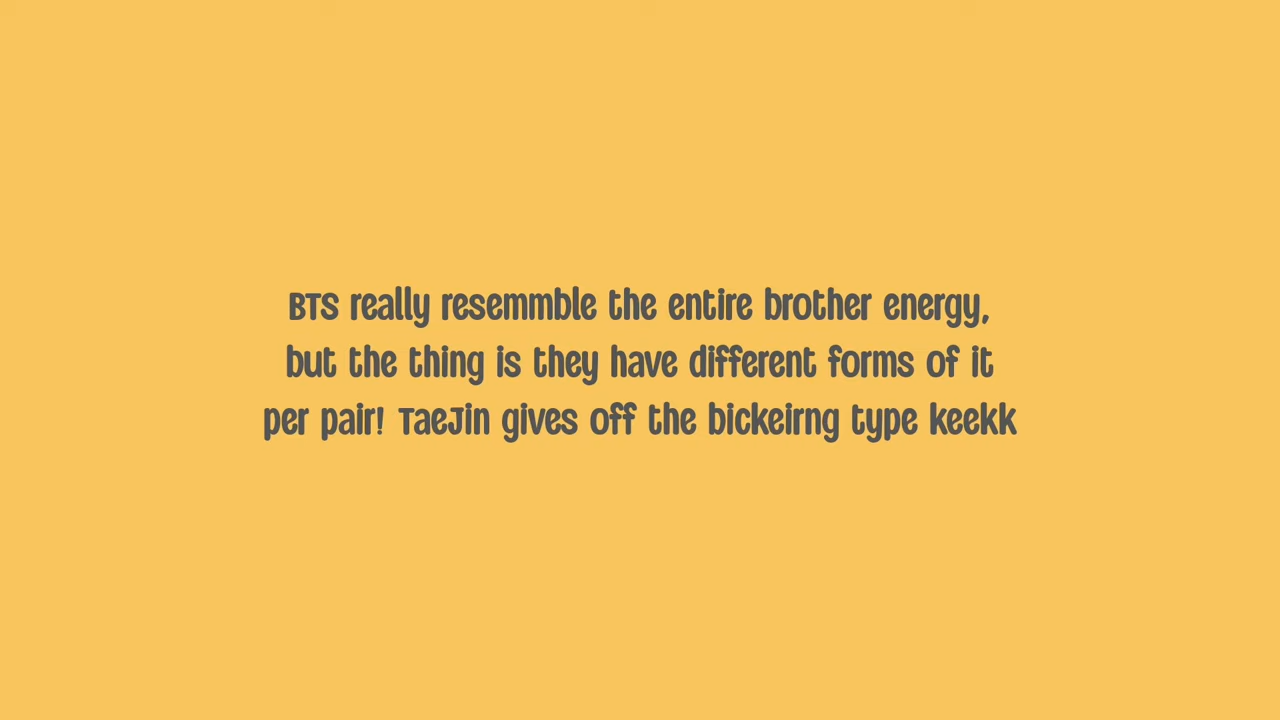 BTS really resemmble the entire brother energy,
but the thing is they have different forms of it
per pair! TaeJin gives off the bickeirng type keekk